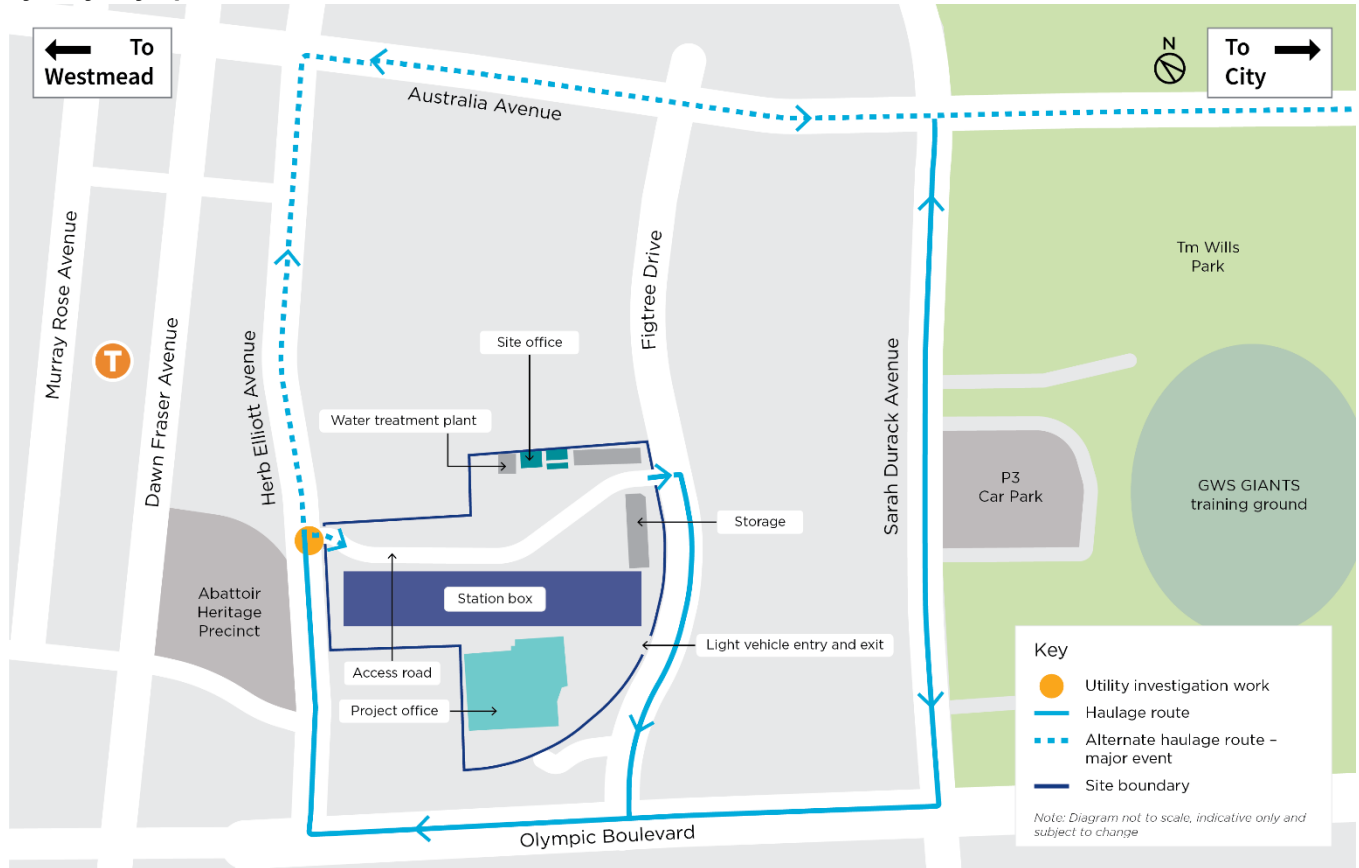 To
Westmead
N
To
City
Australia Avenue
Murray Rose Avenue
T
Dawn Fraser Avenue
Herb Elliott Avenue
Figtree Drive
Sarah Durack Avenue
Tm Wills
Park
Site office
Water treatment plant
P3
Car Park
GWS GIANTS
training ground
Storage
Abattoir
Heritage
Precinct
Station box
Light vehicle entry and exit
Access road
Project office
Olympic Boulevard
Key
Utility investigation work
Haulage route
Alternate haulage route –
major event
Site boundary
Note: Diagram not to scale, indicative only and
subject to change